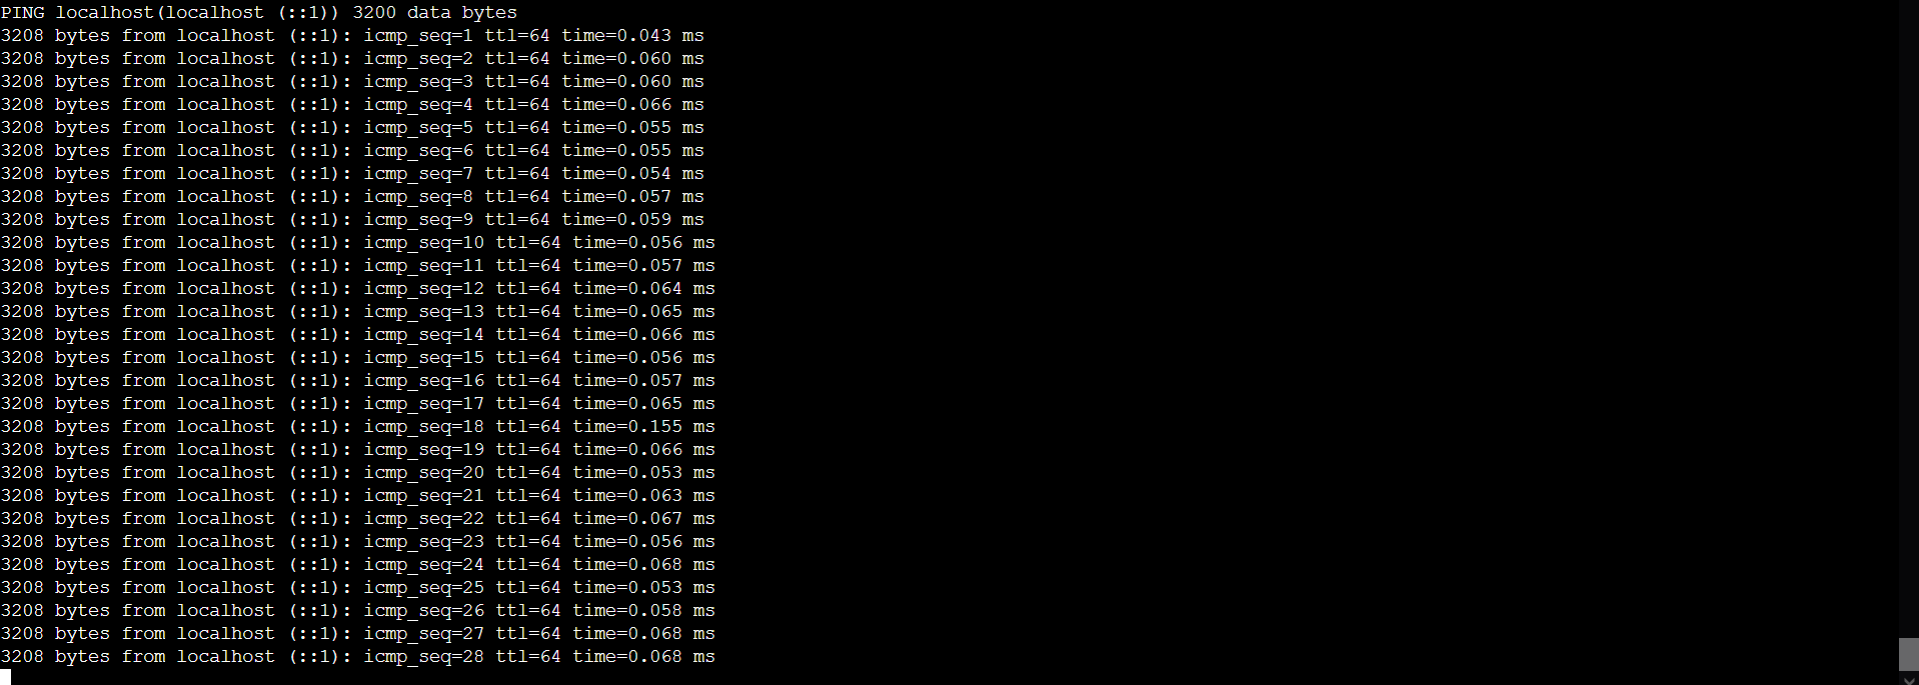 PING localhost(localhost (::1)) 3200 data bytes
3208 bytes from localhost (::1): icmp_seq=1 ttl=64 time=0.043 ms
3208 bytes from localhost (::1): icmp_seq=2 ttl=64 time=0.060 ms
3208 bytes from localhost (::1): icmp_seq=3 ttl=64 time=0.060 ms
3208 bytes from localhost (::1): icmp_seq=4 ttl=64 time=0.066 ms
3208 bytes from localhost (::1): icmp_seq=5 ttl=64 time=0.055 ms
3208 bytes from localhost (::1): icmp_seq=6 ttl=64 time=0.055 ms
3208 bytes from localhost (::1): icmp_seq=7 ttl=64 time=0.054 ms
3208 bytes from localhost (::1): icmp_seq=8 ttl=64 time=0.057 ms
3208 bytes from localhost (::1): icmp_seq=9 ttl=64 time=0.059 ms
3208 bytes from localhost (::1): icmp_seq=10 ttl=64 time=0.056 ms
3208 bytes from localhost (::1): icmp_seq=11 ttl=64 time=0.057 ms
3208 bytes from localhost (::1): icmp_seq=12 ttl=64 time=0.064 ms
3208 bytes from localhost (::1): icmp_seq=13 ttl=64 time=0.065 ms
3208 bytes from localhost (::1): icmp_seq=14 ttl=64 time=0.066 ms
3208 bytes from localhost (::1): icmp_seq=15 ttl=64 time=0.056 ms
3208 bytes from localhost (::1): icmp_seq=16 ttl=64 time=0.057 ms
3208 bytes from localhost (::1): icmp_seq=17 ttl=64 time=0.065 ms
3208 bytes from localhost (::1): icmp_seq=18 ttl=64 time=0.155 ms
3208 bytes from localhost (::1): icmp_seq=19 ttl=64 time=0.066 ms
3208 bytes from localhost (::1): icmp_seq=20 ttl=64 time=0.053 ms
3208 bytes from localhost (::1): icmp_seq=21 ttl=64 time=0.063 ms
3208 bytes from localhost (::1): icmp_seq=22 ttl=64 time=0.067 ms
3208 bytes from localhost (::1): icmp_seq=23 ttl=64 time=0.056 ms
3208 bytes from localhost (::1): icmp_seq=24 ttl=64 time=0.068 ms
3208 bytes from localhost (::1): icmp_seq=25 ttl=64 time=0.053 ms
3208 bytes from localhost (::1): icmp_seq=26 ttl=64 time=0.058 ms
3208 bytes from localhost (::1): icmp_seq=27 ttl=64 time=0.068 ms
3208 bytes from localhost (::1): icmp_seq=28 ttl=64 time=0.068 ms